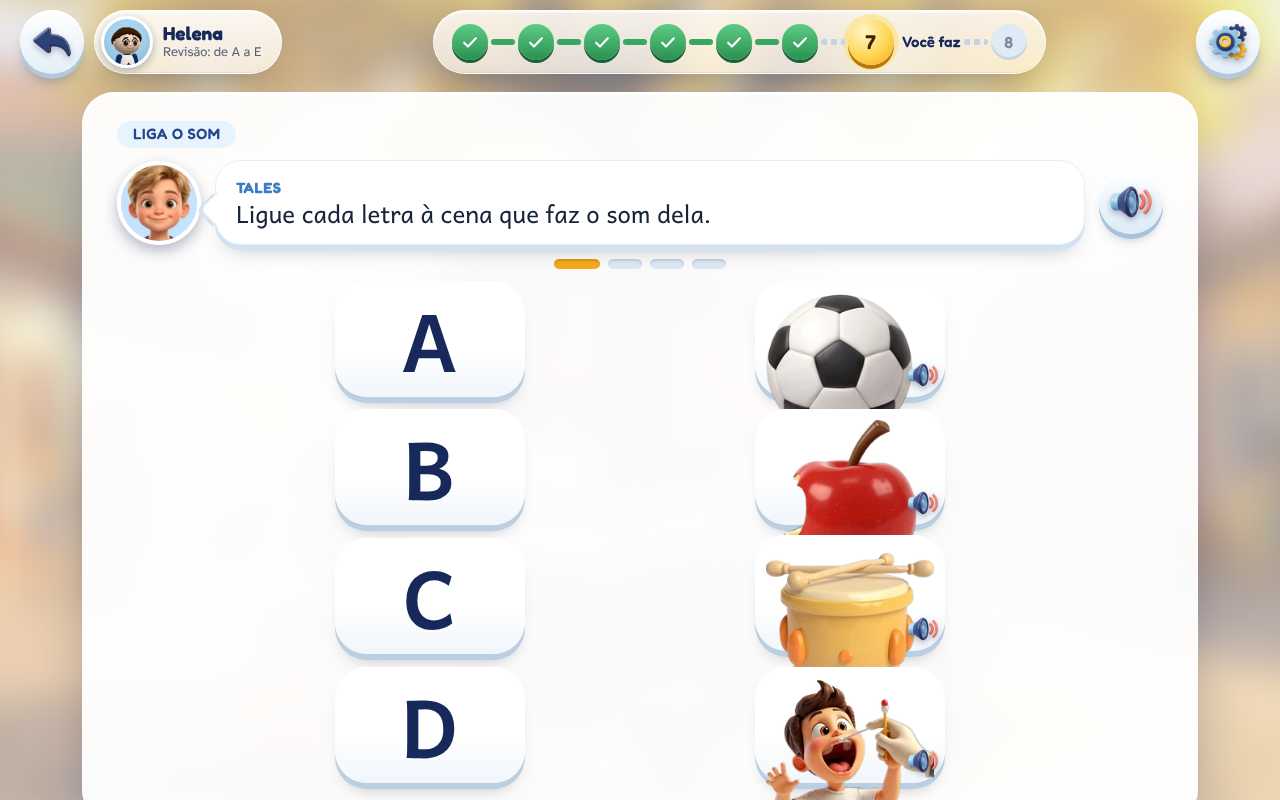 Helena
Revisão: de A a E
7
Você faz
8
LIGA O SOM
TALES
Ligue cada letra à cena que faz o som dela.
A
B
C
D